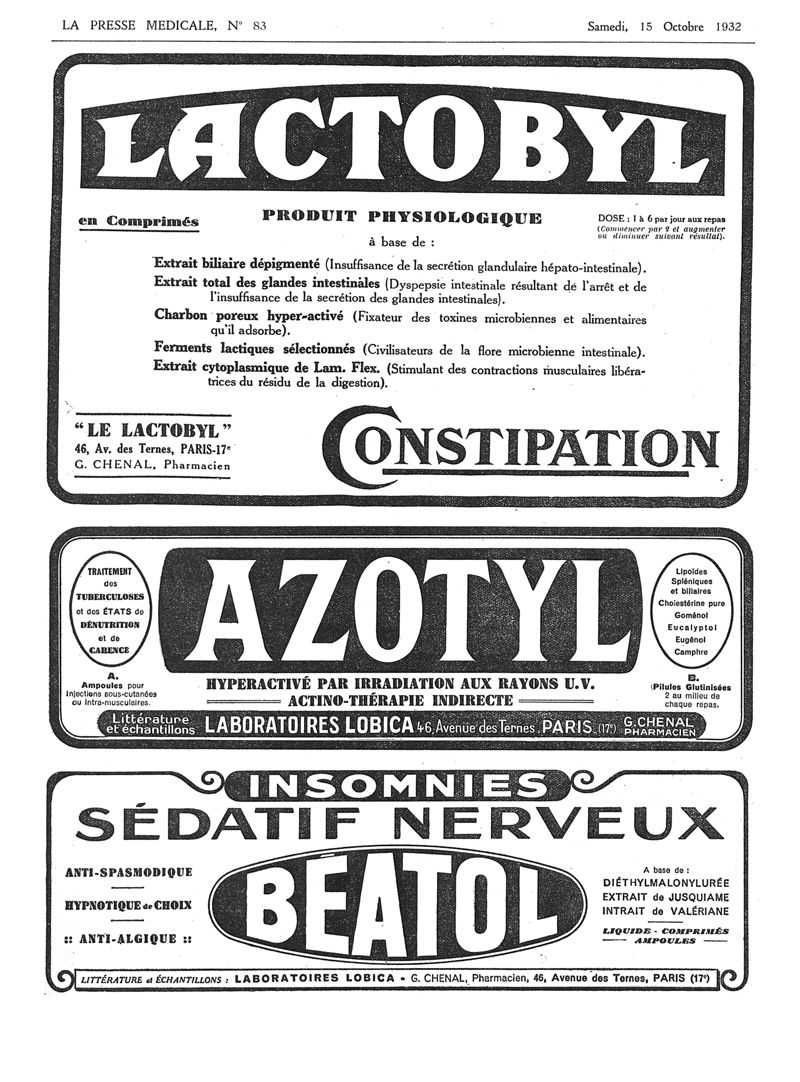 LA PRESSE MEDICALE, N° 83
Samedi, 15 Octobre 1932
LACTOBYL
en Comprimés
PRODUIT PHYSIOLOGIQUE
à base de :
DOSE : 1 à 6 par jour aux repas
(Commencer par 2 et augmenter
ou diminuer suivant résultat).
Extrait biliaire dépigmenté (Insuffisance de la secrétion glandulaire hépato-intestinale).
Extrait total des glandes intestinales (Dyspepsie intestinale résultant de l'arrêt et de
l'insuffisance de la secrétion des glandes intestinales).
Charbon poreux hyper-activé (Fixateur des toxines microbiennes et alimentaires
qu'il adsorbe).
Ferments lactiques sélectionnés (Civilisateurs de la flore microbienne intestinale).
Extrait cytoplasmique de Lam. Flex. (Stimulant des contractions musculaires libéra-
trices du résidu de la digestion).
"LE LACTOBYL"
46, Av. des Ternes, PARIS-17e
G. CHENAL, Pharmacien
CONSTIPATION
TRAITEMENT
des
TUBERCULOSES
et des ÉTATS de
DÉNUTRITION
et de
CARENCE
A.
Ampoules pour
injections sous-cutanées
ou intra-musculaires.
AZOTYL
HYPERACTIVÉ PAR IRRADIATION AUX RAYONS U.V.
ACTINO-THÉRAPIE INDIRECTE
Lipoides
Spléniques
et biliaires
Cholestérine pure
Goménol
Eucalyptol
Eugénol
Camphre
B.
Pilules Glutinisées
2 au milieu de
chaque repas.
Littérature
et échantillons
LABORATOIRES LOBICA 46, Avenue des Ternes. PARIS. (17e)
G. CHENAL
PHARMACIEN
INSOMNIES
SÉDATIF NERVEUX
ANTI-SPASMODIQUE
HYPNOTIQUE de CHOIX
:: ANTI-ALGIQUE ::
BÉATOL
A base de :
DIÉTHYLMALONYLURÉE
EXTRAIT de JUSQUIAME
INTRAIT de VALÉRIANE
LIQUIDE - COMPRIMÉS
AMPOULES
LITTÉRATURE et ÉCHANTILLONS : LABORATOIRES LOBICA - G. CHENAL, Pharmacien, 46, Avenue des Ternes, PARIS (17e)